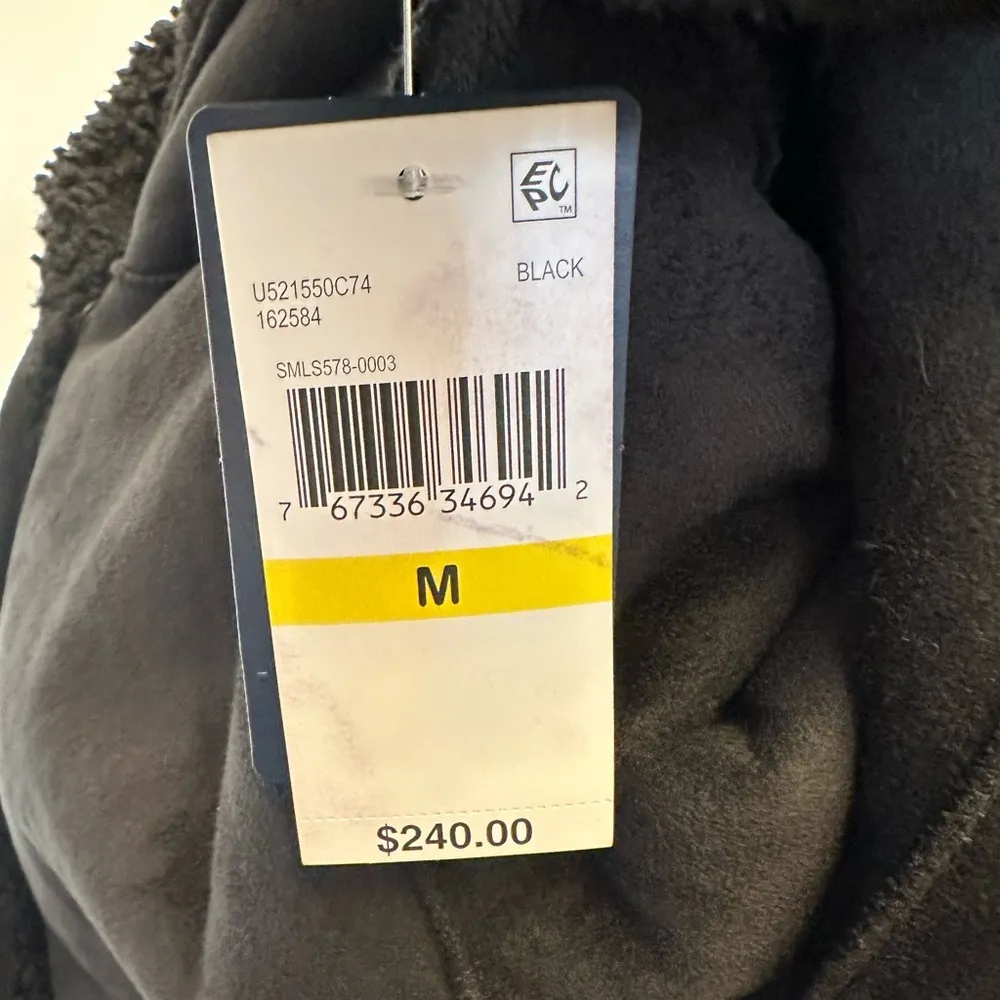 EPC
TM
BLACK
U521550C74
162584
SMLS578-0003
7 67336 34694 2
M
$240.00